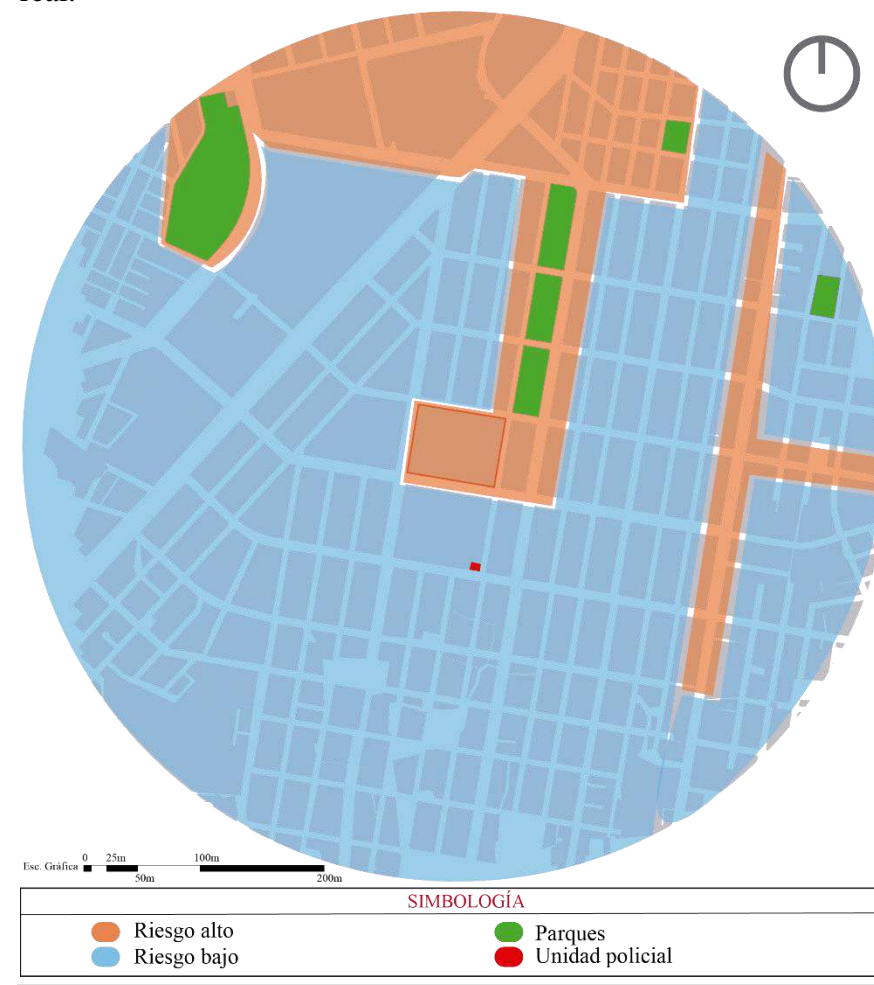 Esc. Gráfica 0 25m 50m 100m 200m
SIMBOLOGÍA
Riesgo alto
Riesgo bajo
Parques
Unidad policial